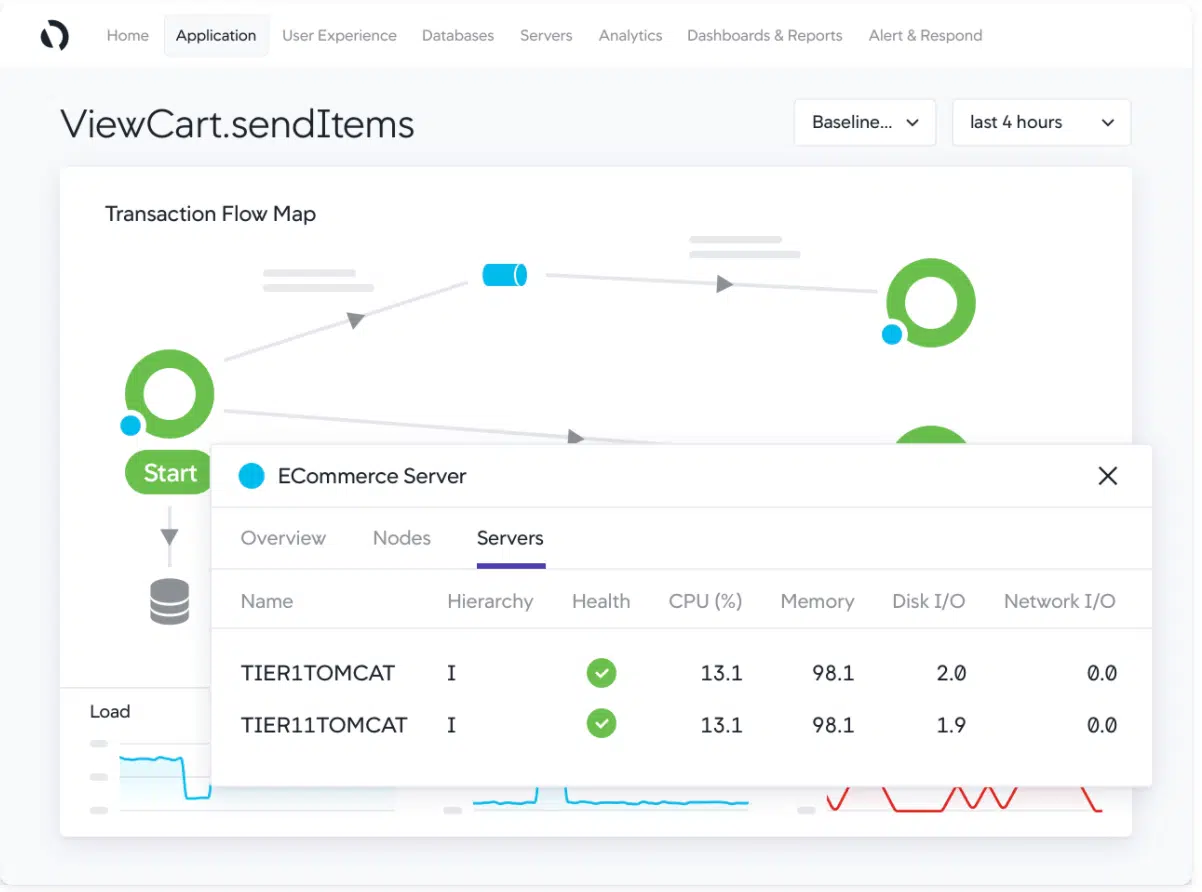 Home Application User Experience Databases Servers Analytics Dashboards & Reports Alert & Respond
ViewCart.sendItems
Baseline... last 4 hours
Transaction Flow Map
Start
ECommerce Server
Overview Nodes Servers
Name Hierarchy Health CPU (%) Memory Disk I/O Network I/O
TIER1TOMCAT I 13.1 98.1 2.0 0.0
TIER11TOMCAT I 13.1 98.1 1.9 0.0
Load